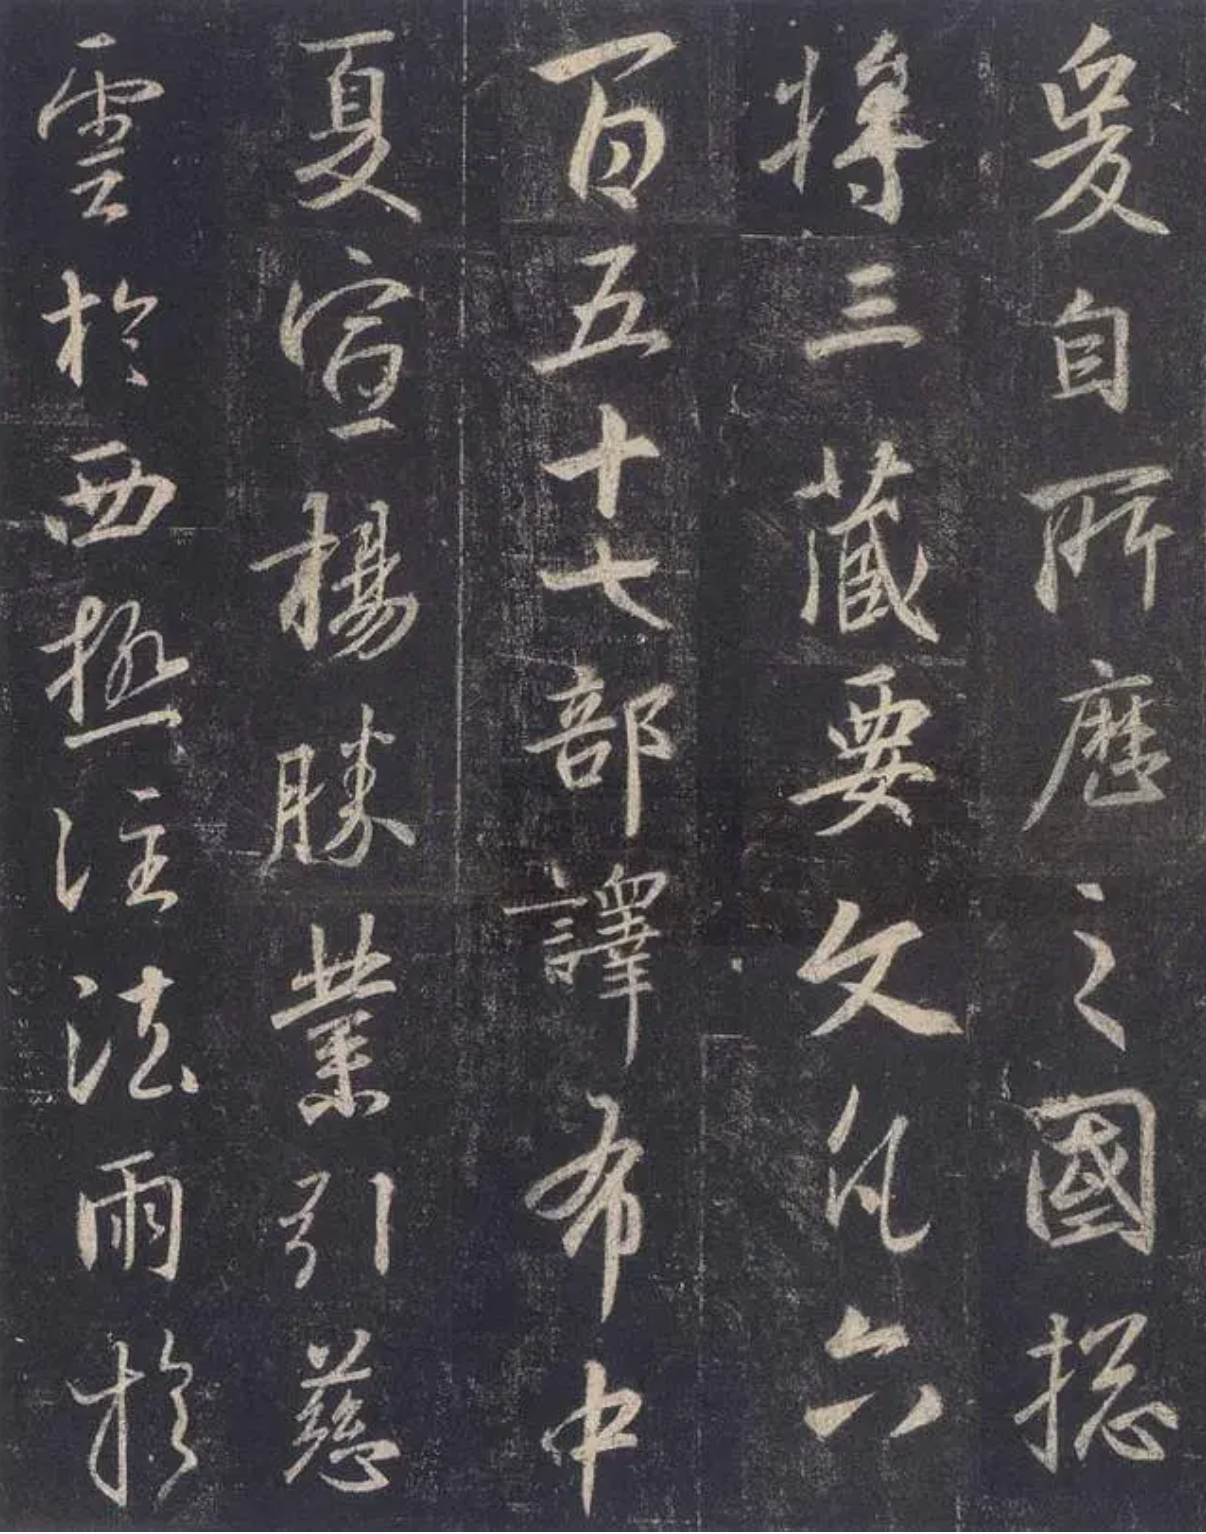 爰自所歷之國摠
將三藏要文凡六
百五十七部譯布中
夏宣揚勝業引慈
雲於西極注法雨於